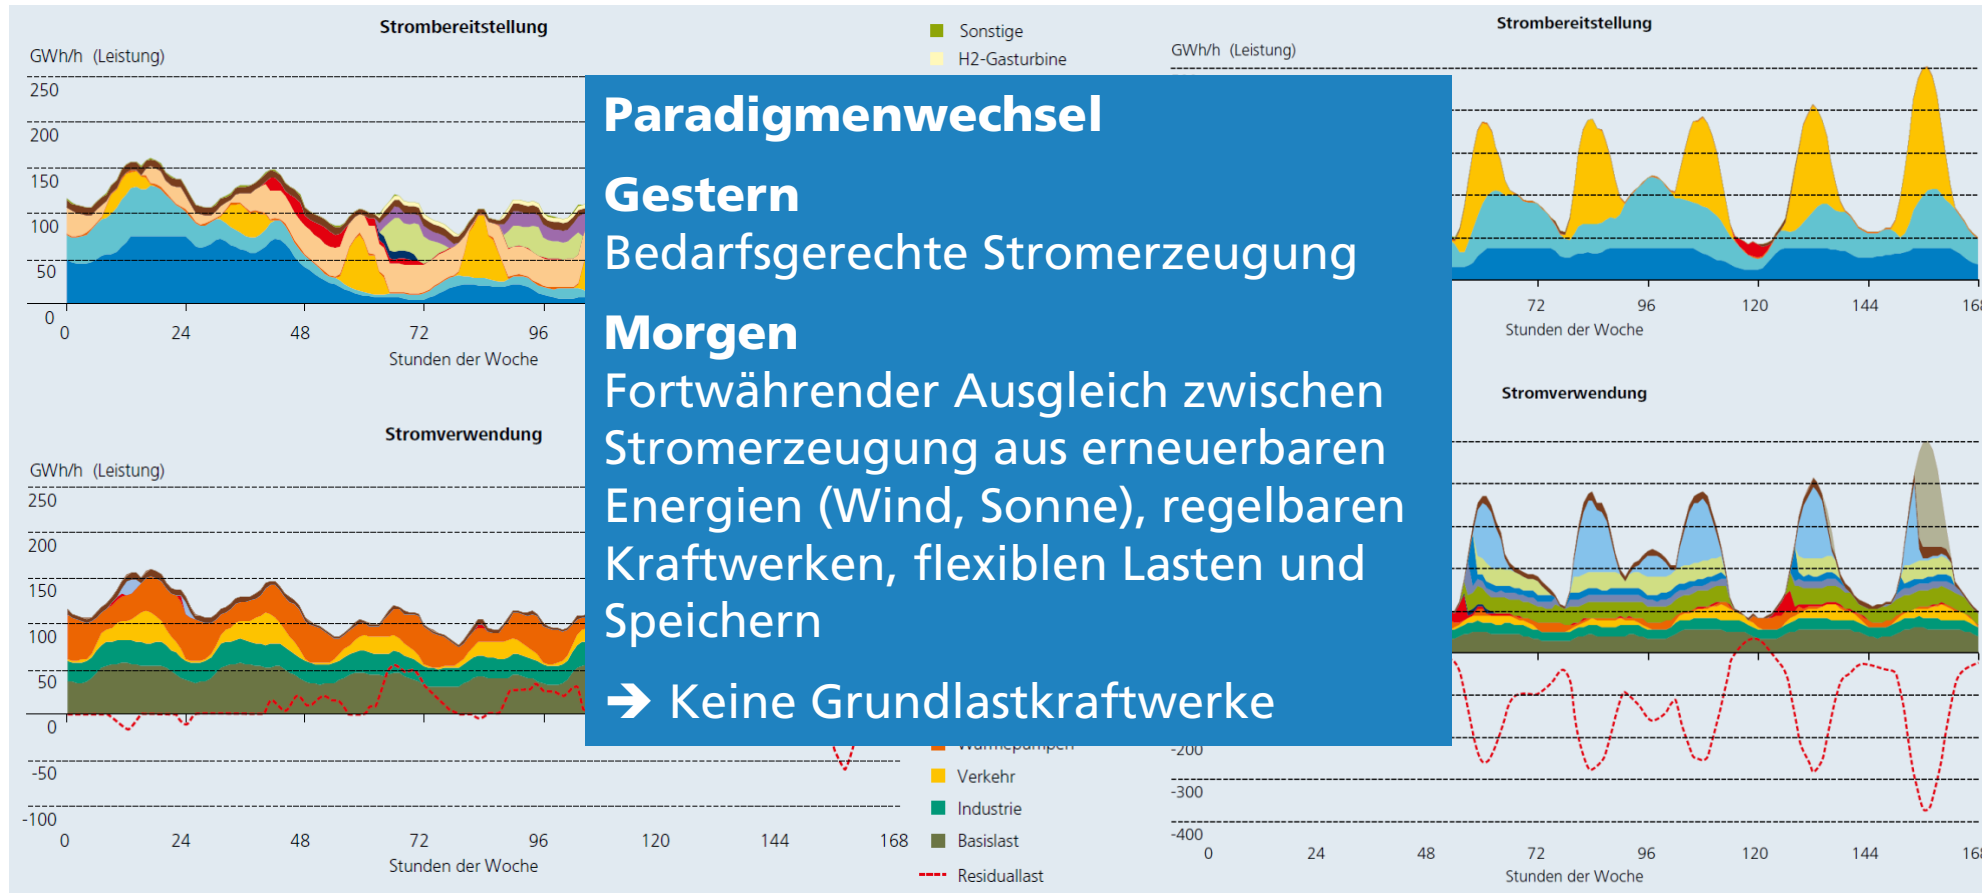 Strombereitstellung
GWh/h (Leistung)
250
200
150
100
50
0
0 24 48 72 96
Stunden der Woche
Stromverwendung
GWh/h (Leistung)
250
200
150
100
50
0
-50
-100
0 24 48 72 96 120 144 168
Stunden der Woche
Sonstige
H2-Gasturbine
Paradigmenwechsel
Gestern
Bedarfsgerechte Stromerzeugung
Morgen
Fortwährender Ausgleich zwischen
Stromerzeugung aus erneuerbaren
Energien (Wind, Sonne), regelbaren
Kraftwerken, flexiblen Lasten und
Speichern
➔ Keine Grundlastkraftwerke
Wärmepumpen
Verkehr
Industrie
Basislast
Residuallast
Strombereitstellung
GWh/h (Leistung)
72 96 120 144 168
Stunden der Woche
Stromverwendung
-200
-300
-400
0 24 48 72 96 120 144 168
Stunden der Woche